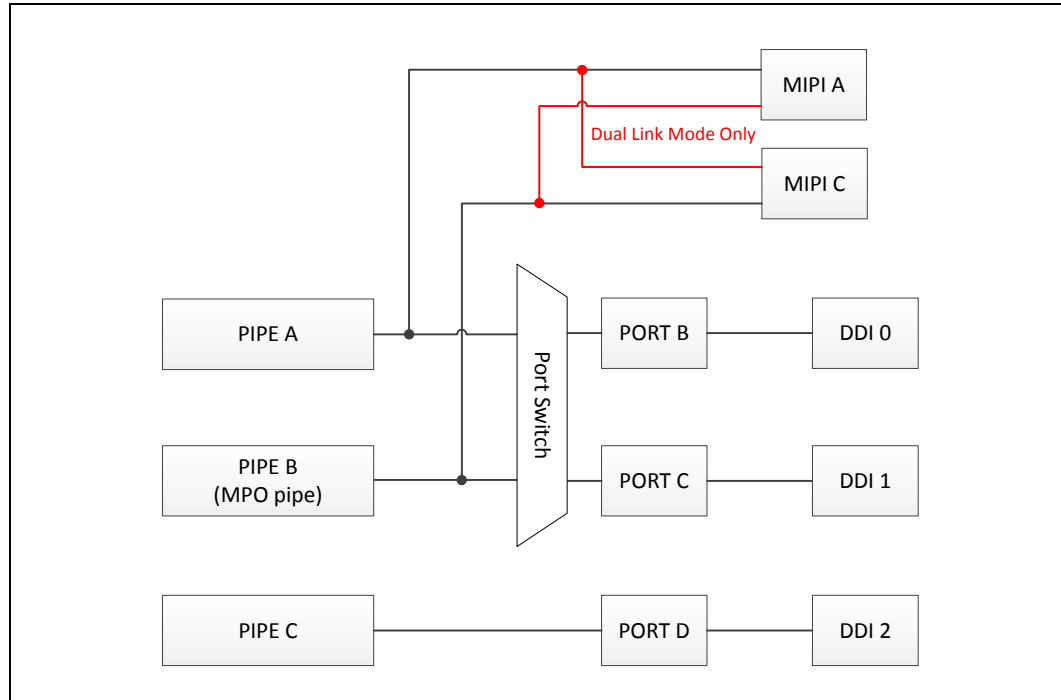 MIPI A
Dual Link Mode Only
MIPI C
PIPE A
Port Switch
PORT B
DDI 0
PIPE B
(MPO pipe)
PORT C
DDI 1
PIPE C
PORT D
DDI 2